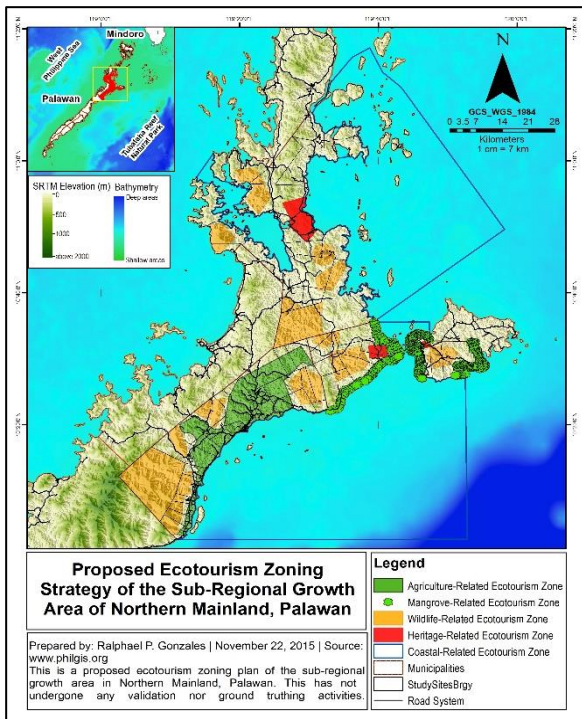 Mindoro
West
Philippine Sea
Palawan
Tubbataha Reef
Natural Park
SRTM Elevation (m)
Bathymetry
0
500
1000
above 2000
Deep areas
Shallow areas
N
GCS_WGS_1984
0 3.5 7 14 21 28
Kilometers
1 cm = 7 km
Proposed Ecotourism Zoning
Strategy of the Sub-Regional Growth
Area of Northern Mainland, Palawan
Prepared by: Ralphael P. Gonzales | November 22, 2015 | Source:
www.philgis.org
This is a proposed ecotourism zoning plan of the sub-regional
growth area in Northern Mainland, Palawan. This has not
undergone any validation nor ground truthing activities.
Legend
Agriculture-Related Ecotourism Zone
Mangrove-Related Ecotourism Zone
Wildlife-Related Ecotourism Zone
Heritage-Related Ecotourism Zone
Coastal-Related Ecotourism Zone
Municipalities
StudySitesBrgy
Road System